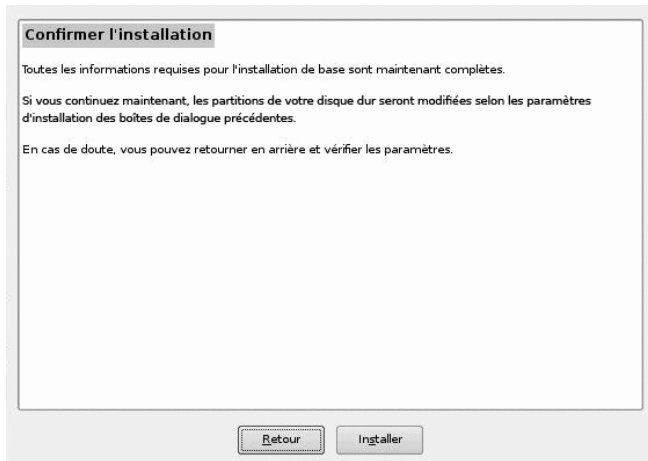 Confirmer l'installation
Toutes les informations requises pour l'installation de base sont maintenant complètes.
Si vous continuez maintenant, les partitions de votre disque dur seront modifiées selon les paramètres
d'installation des boîtes de dialogue précédentes.
En cas de doute, vous pouvez retourner en arrière et vérifier les paramètres.
Retour
Installer